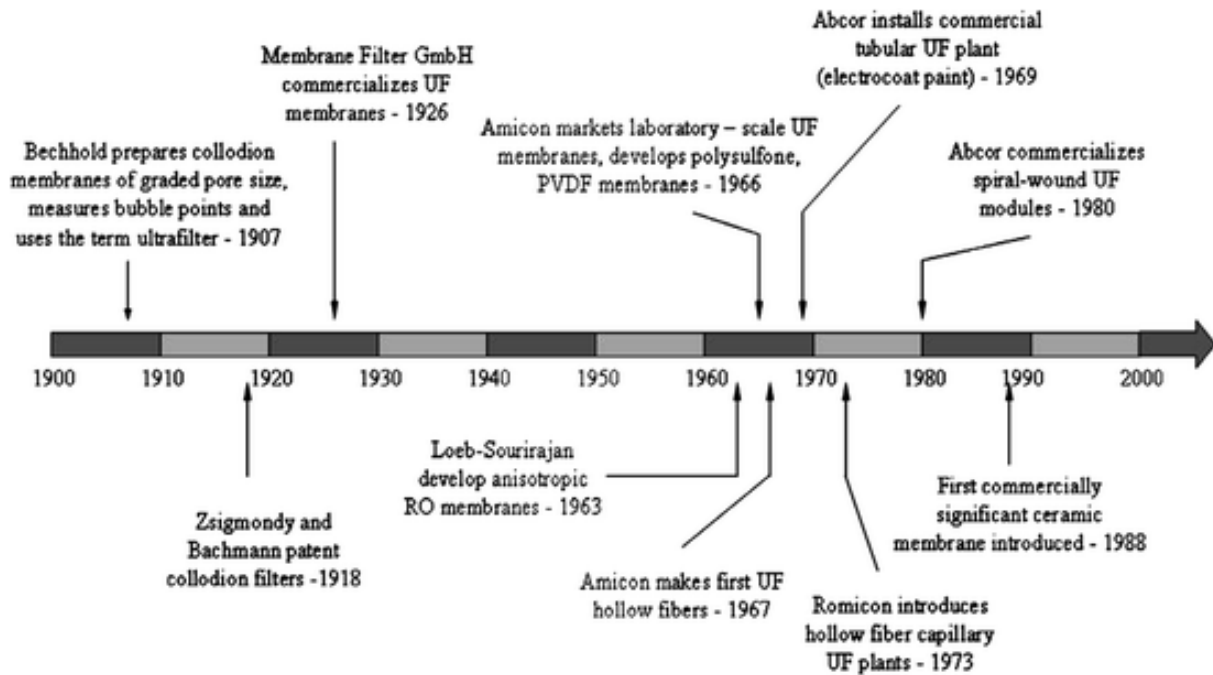 Abcor installs commercial
tubular UF plant
(electrocoat paint) - 1969
Membrane Filter GmbH
commercializes UF
membranes - 1926
Amicon markets laboratory – scale UF
membranes, develops polysulfone,
PVDF membranes - 1966
Bechhold prepares collodion
membranes of graded pore size,
measures bubble points and
uses the term ultrafilter - 1907
Abcor commercializes
spiral-wound UF
modules - 1980
1900 1910 1920 1930 1940 1950 1960 1970 1980 1990 2000
Loeb-Sourirajan
develop anisotropic
RO membranes - 1963
First commercially
significant ceramic
membrane introduced - 1988
Zsigmondy and
Bachmann patent
collodion filters -1918
Amicon makes first UF
hollow fibers - 1967
Romicon introduces
hollow fiber capillary
UF plants - 1973